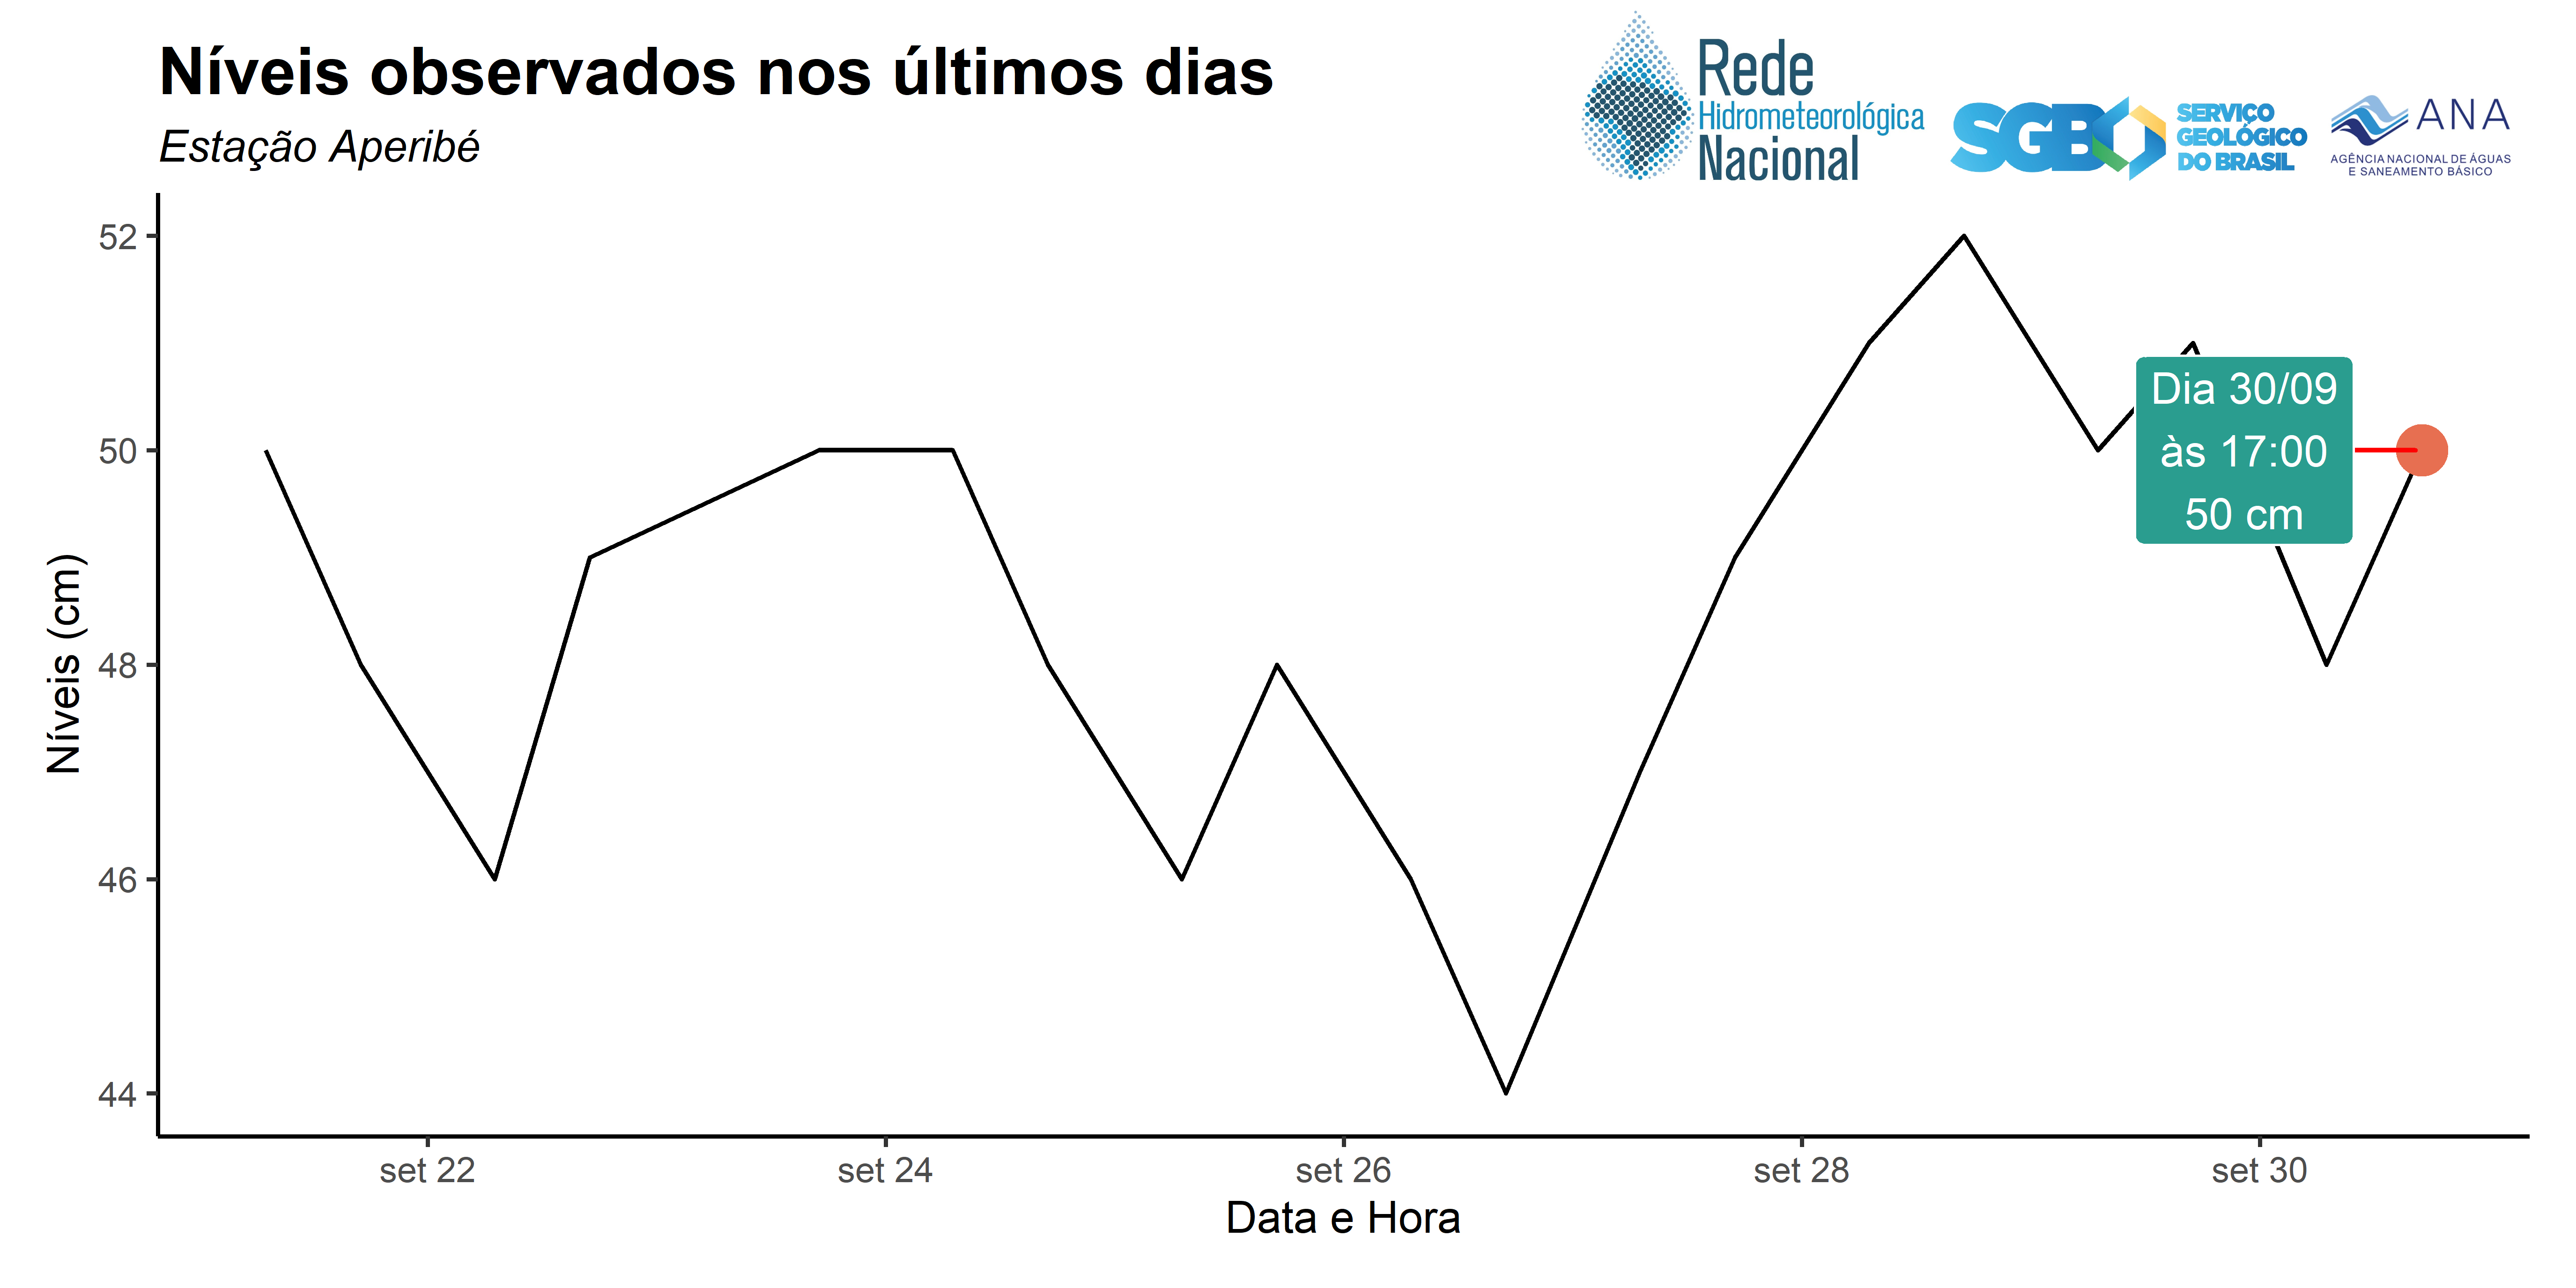 Níveis observados nos últimos dias
Estação Aperibé
Rede
Hidrometeorológica
Nacional
SGB
SERVIÇO
GEOLÓGICO
DO BRASIL
ANA
AGÊNCIA NACIONAL DE ÁGUAS
E SANEAMENTO BÁSICO
Níveis (cm)
52
50
48
46
44
Dia 30/09
às 17:00
50 cm
set 22
set 24
set 26
set 28
set 30
Data e Hora